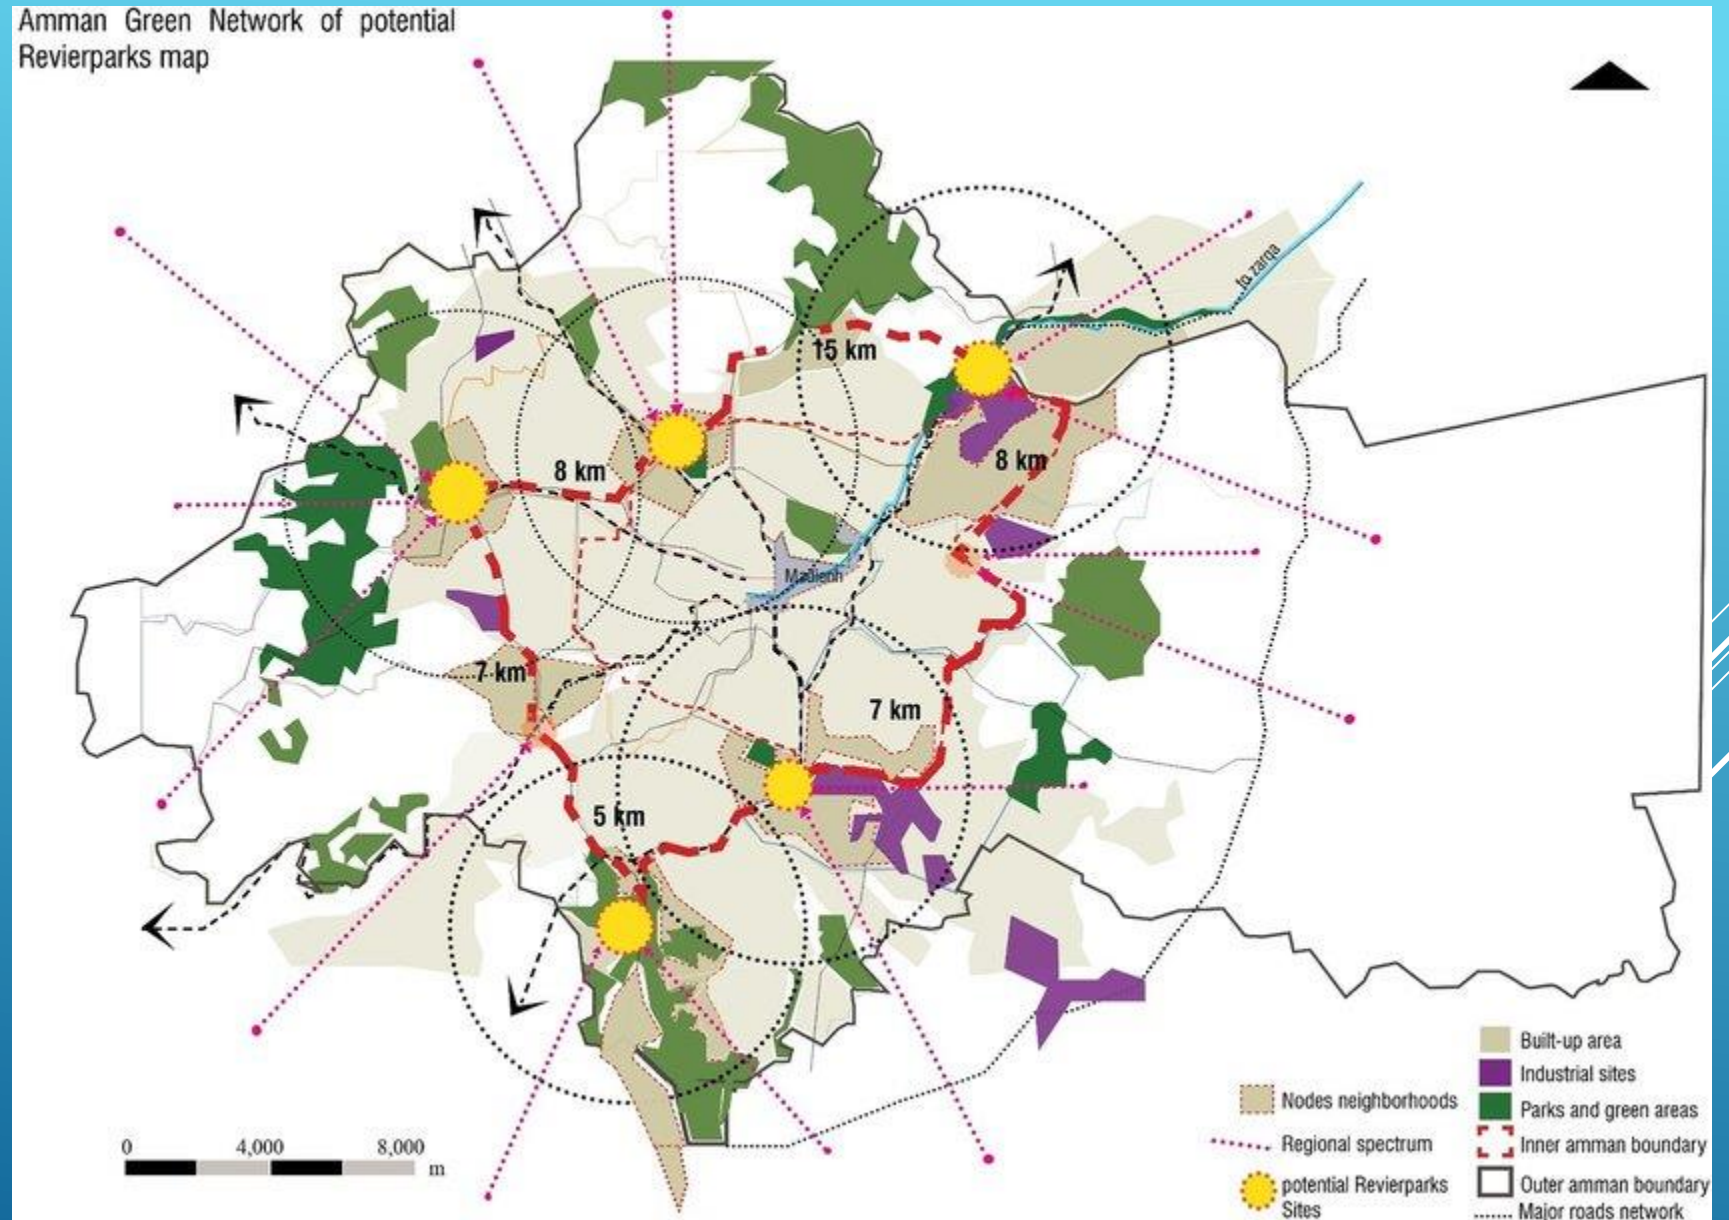 Amman Green Network of potential
Revierparks map
to zarqa
15 km
8 km
8 km
Madienh
7 km
7 km
5 km
0 4,000 8,000
m
Nodes neighborhoods
Regional spectrum
potential Revierparks
Sites
Built-up area
Industrial sites
Parks and green areas
Inner amman boundary
Outer amman boundary
Major roads network